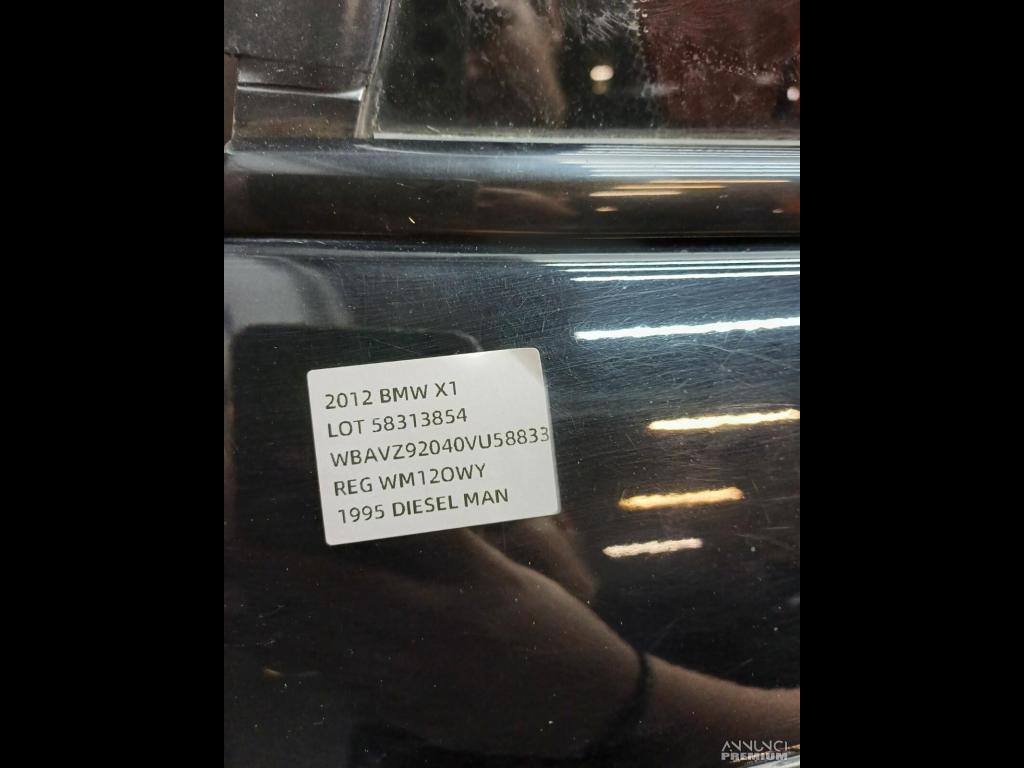 2012 BMW X1
LOT 58313854
WBAVZ92040VU58833
REG WM12OWY
1995 DIESEL MAN
ANNUNCI
PREMIUM